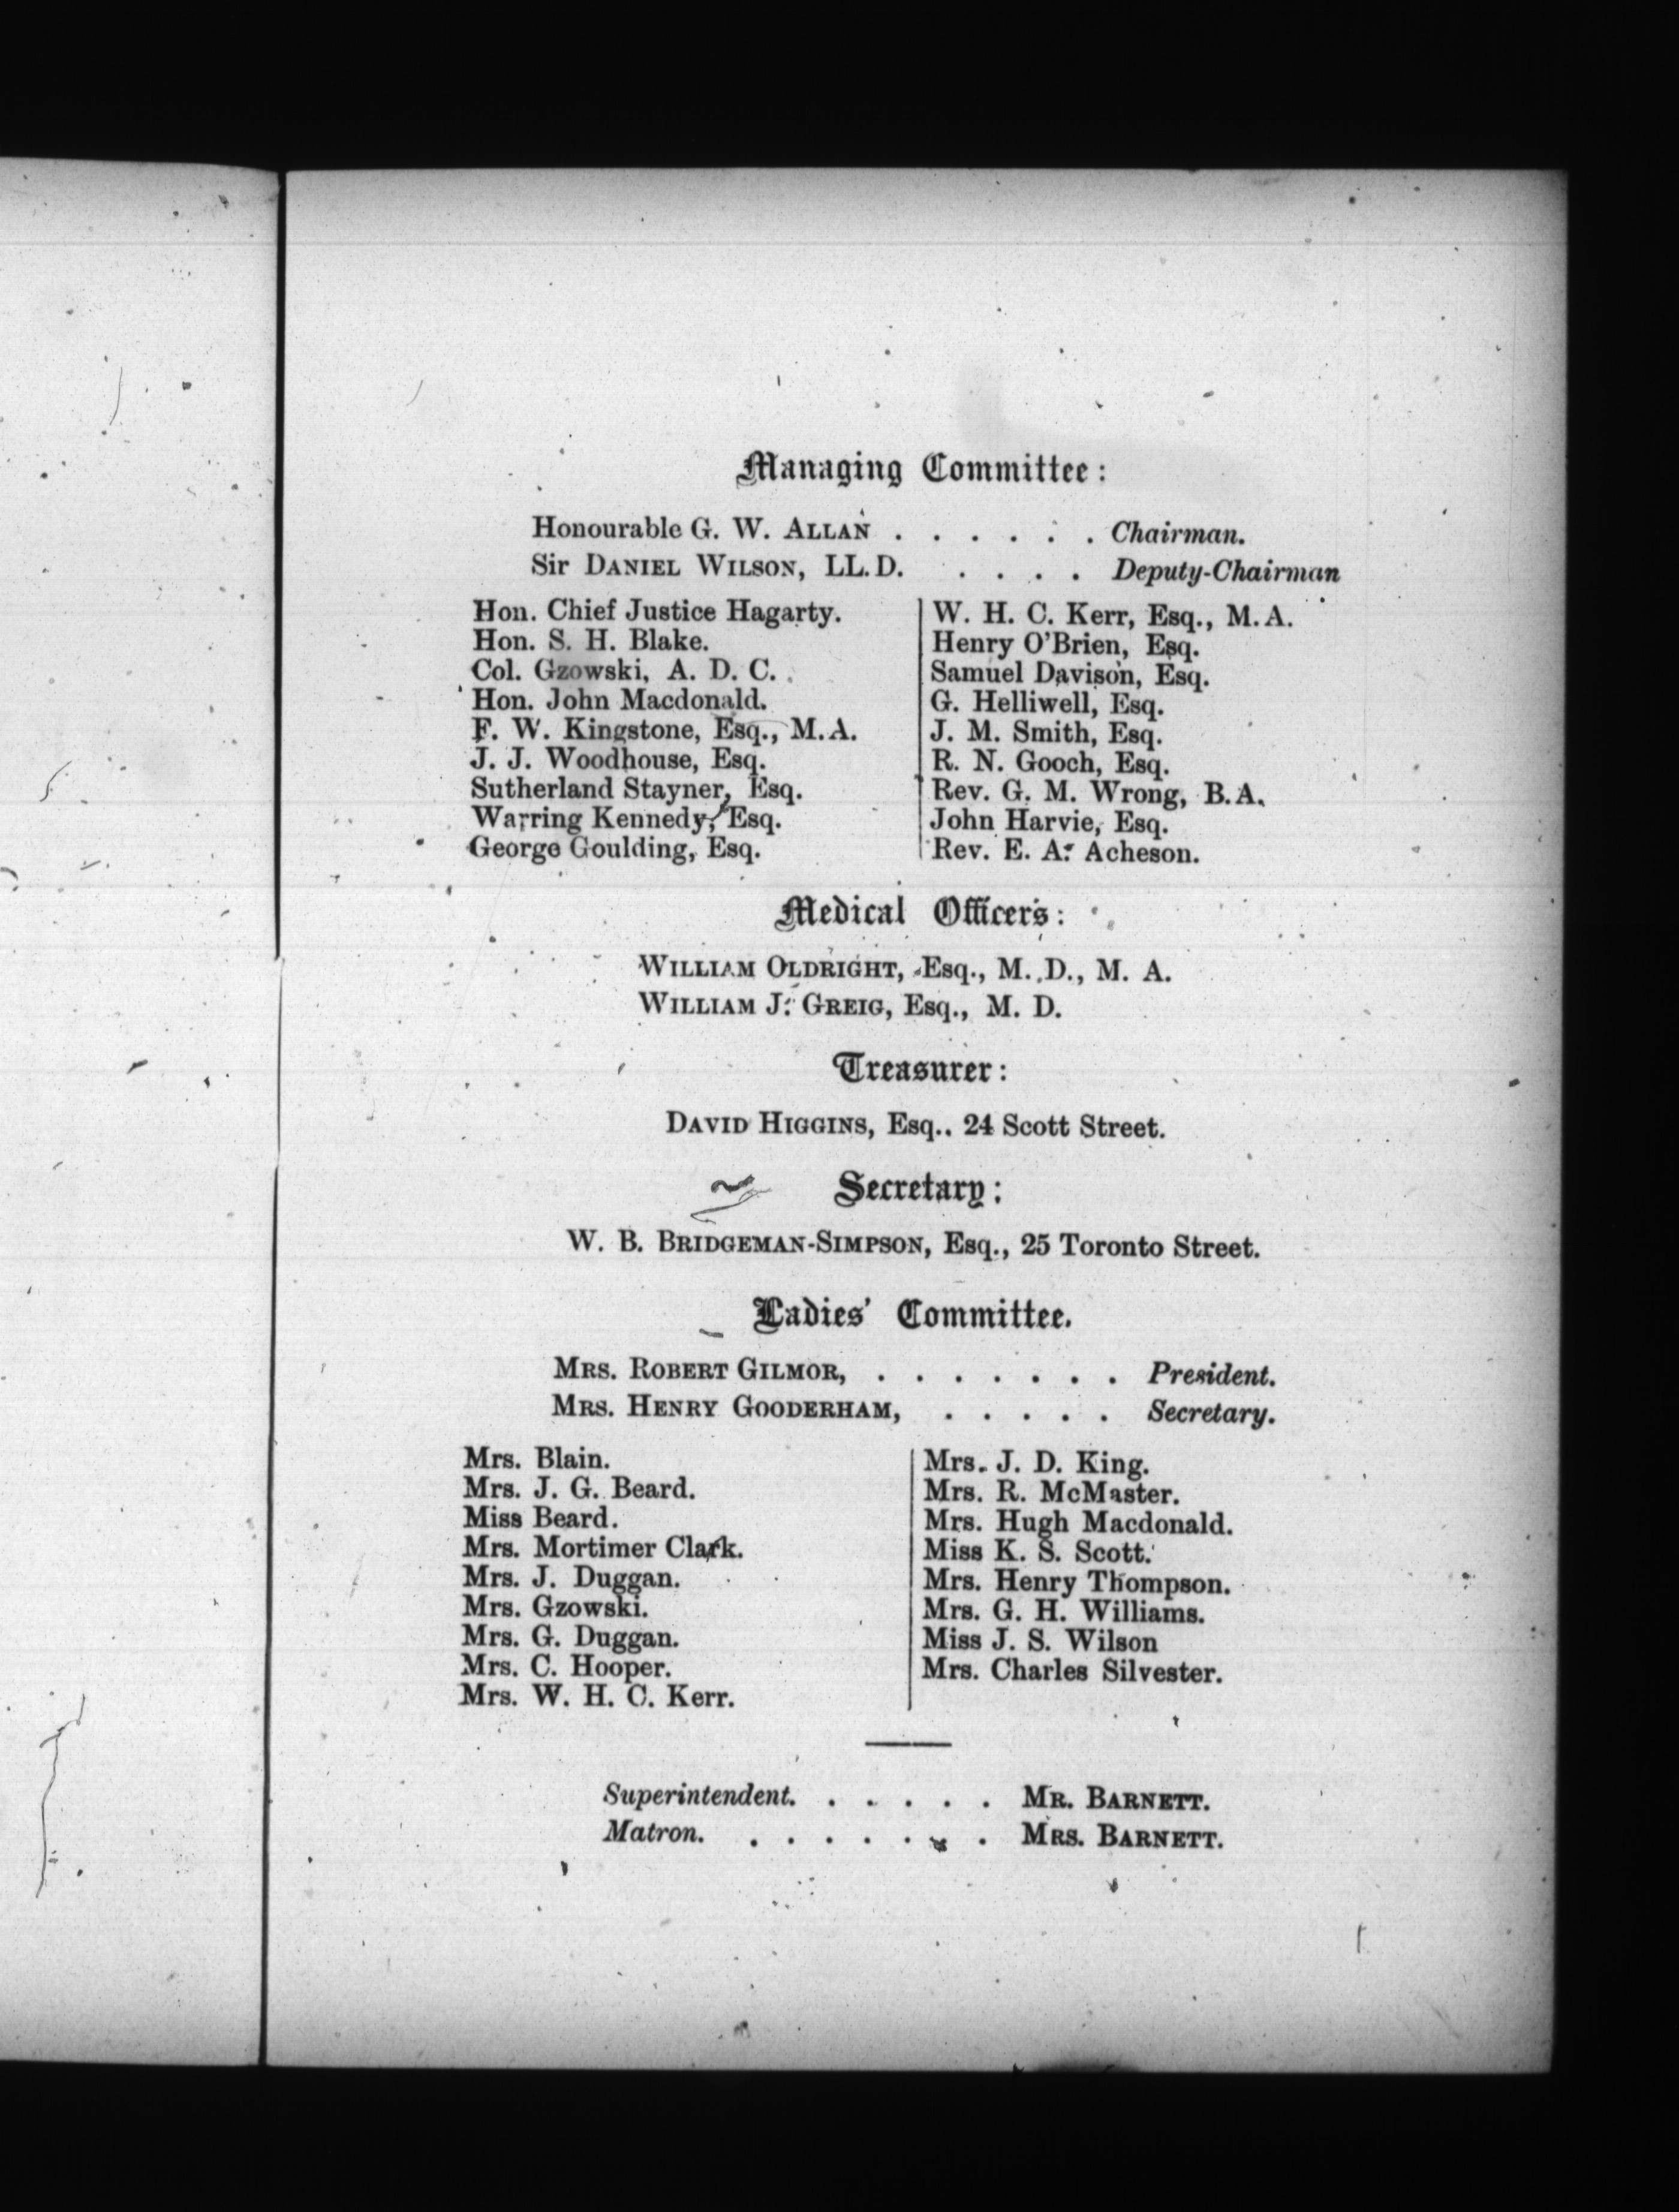 Managing Committee:
Honourable G. W. ALLAN . . . . . . Chairman.
Sir DANIEL WILSON, LL.D. . . . . Deputy-Chairman
Hon. Chief Justice Hagarty.
Hon. S. H. Blake.
Col. Gzowski, A. D. C.
Hon. John Macdonald.
F. W. Kingstone, Esq., M.A.
J. J. Woodhouse, Esq.
Sutherland Stayner, Esq.
Warring Kennedy, Esq.
George Goulding, Esq.
W. H. C. Kerr, Esq., M.A.
Henry O'Brien, Esq.
Samuel Davison, Esq.
G. Helliwell, Esq.
J. M. Smith, Esq.
R. N. Gooch, Esq.
Rev. G. M. Wrong, B.A.
John Harvie, Esq.
Rev. E. A. Acheson.
Medical Officers:
WILLIAM OLDRIGHT, Esq., M. D., M. A.
WILLIAM J. GREIG, Esq., M. D.
Treasurer:
DAVID HIGGINS, Esq.. 24 Scott Street.
Secretary:
W. B. BRIDGEMAN-SIMPSON, Esq., 25 Toronto Street.
Ladies' Committee.
MRS. ROBERT GILMOR, . . . . . . . President.
MRS. HENRY GOODERHAM, . . . . . Secretary.
Mrs. Blain.
Mrs. J. G. Beard.
Miss Beard.
Mrs. Mortimer Clark.
Mrs. J. Duggan.
Mrs. Gzowski.
Mrs. G. Duggan.
Mrs. C. Hooper.
Mrs. W. H. C. Kerr.
Mrs. J. D. King.
Mrs. R. McMaster.
Mrs. Hugh Macdonald.
Miss K. S. Scott.
Mrs. Henry Thompson.
Mrs. G. H. Williams.
Miss J. S. Wilson
Mrs. Charles Silvester.
Superintendent. . . . . . MR. BARNETT.
Matron. . . . . . . . MRS. BARNETT.